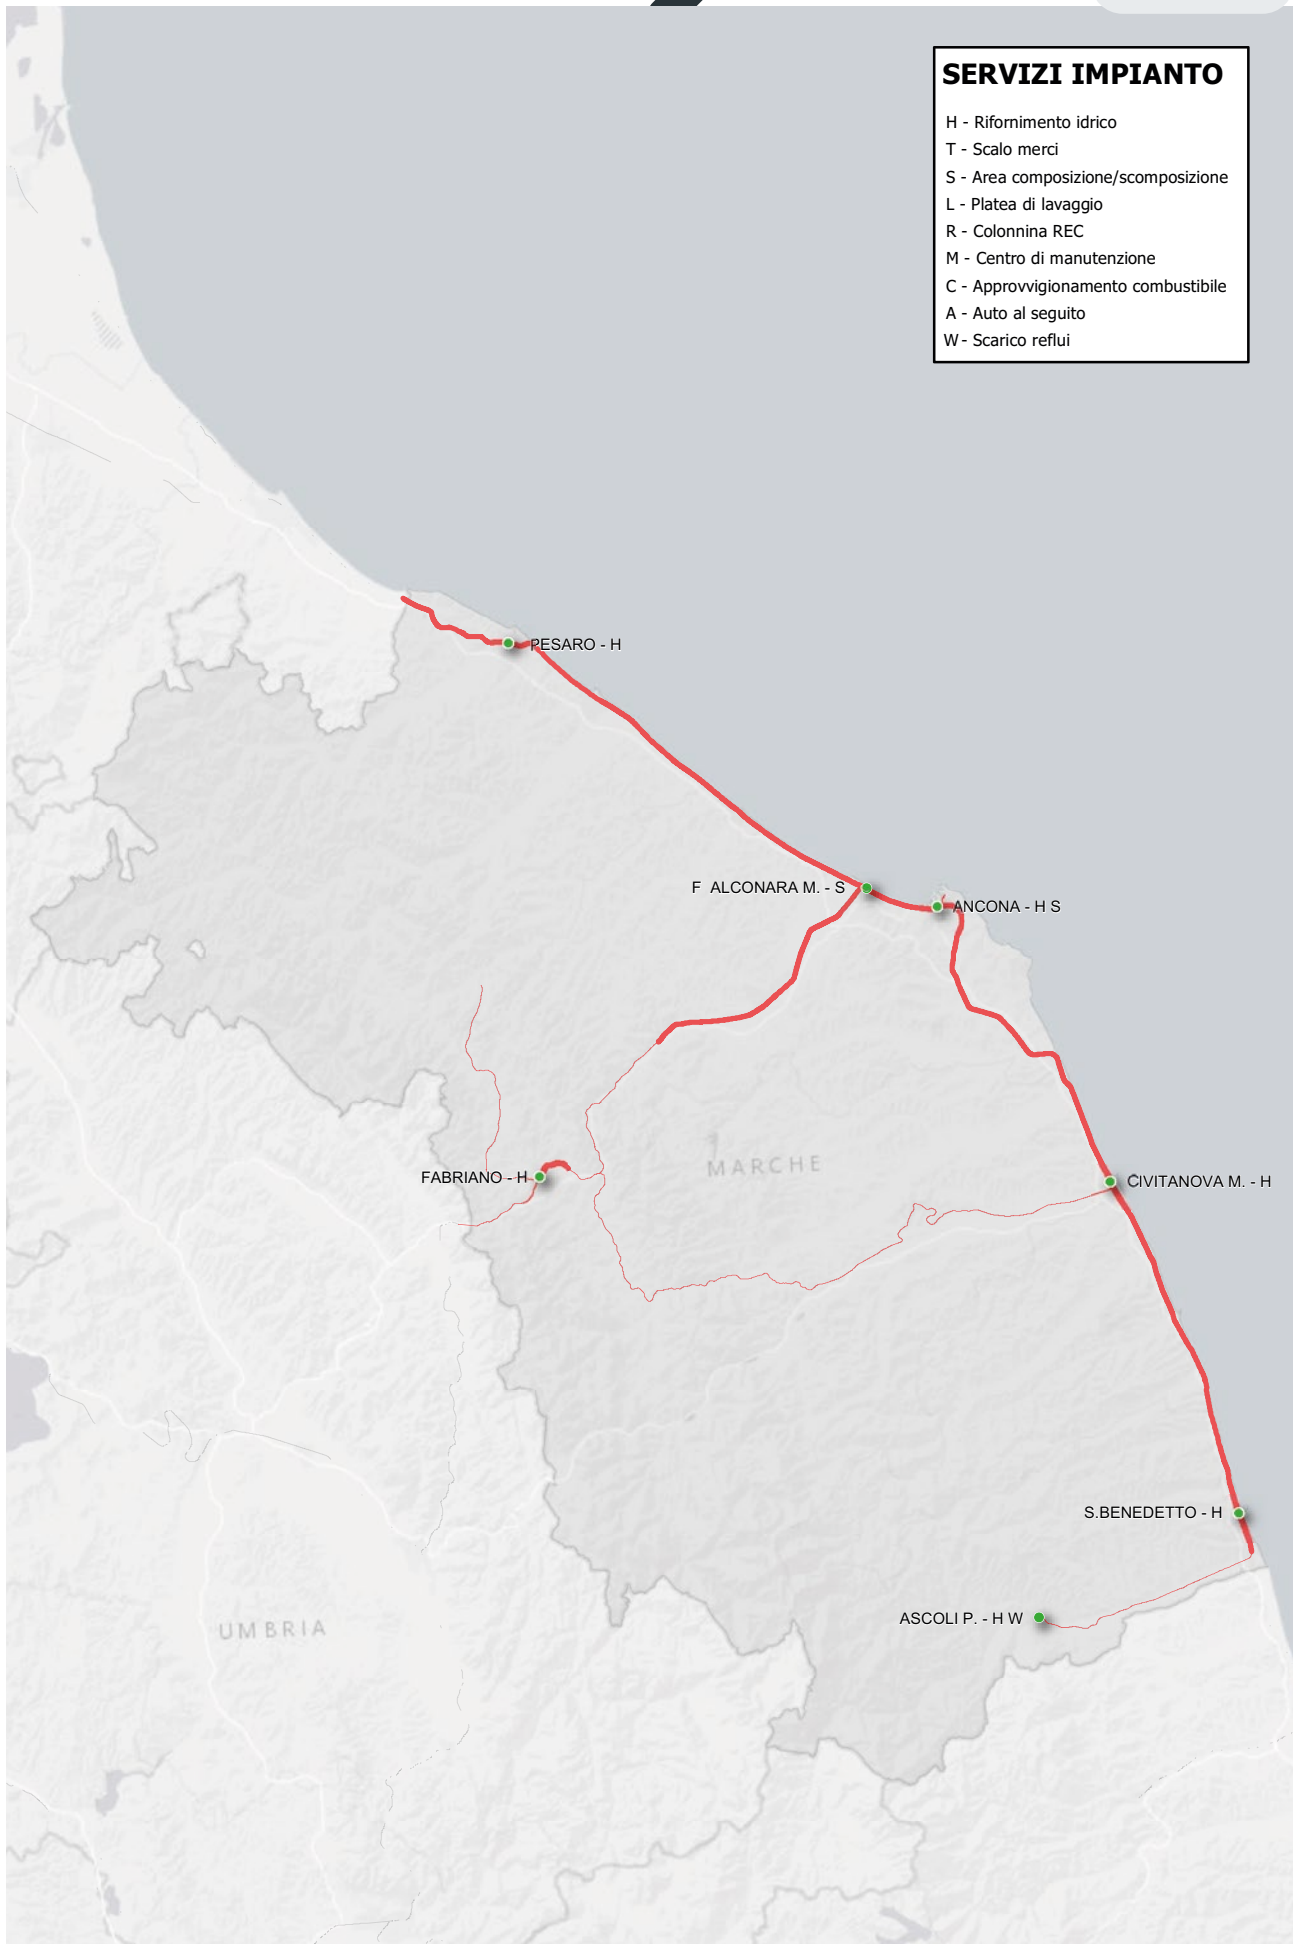 SERVIZI IMPIANTO
H - Rifornimento idrico
T - Scalo merci
S - Area composizione/scomposizione
L - Platea di lavaggio
R - Colonnina REC
M - Centro di manutenzione
C - Approvvigionamento combustibile
A - Auto al seguito
W - Scarico reflui
PESARO - H
F ALCONARA M. - S
ANCONA - H S
MARCHE
FABRIANO - H
CIVITANOVA M. - H
S.BENEDETTO - H
ASCOLI P. - H W
UMBRIA